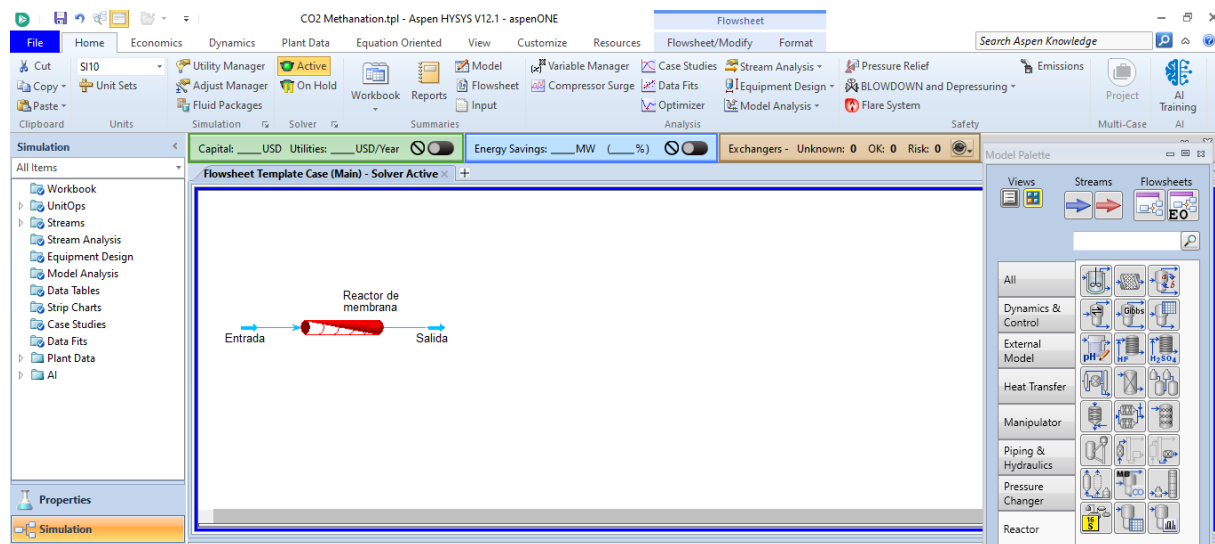 CO2 Methanation.tpl - Aspen HYSYS V12.1 - aspenONE
Flowsheet
File Home Economics Dynamics Plant Data Equation Oriented View Customize Resources Flowsheet/Modify Format
Search Aspen Knowledge
Cut SI10 Utility Manager Active Model Variable Manager Case Studies Stream Analysis Pressure Relief Emissions
Copy Unit Sets Adjust Manager On Hold Workbook Reports Flowsheet Compressor Surge Data Fits Equipment Design BLOWDOWN and Depressuring Project AI Training
Paste Fluid Packages Input Optimizer Model Analysis Flare System
Clipboard Units Simulation Solver Summaries Analysis Safety Multi-Case AI
Simulation
Capital: ____USD Utilities: ____USD/Year
Energy Savings: ____MW (____%)
Exchangers - Unknown: 0 OK: 0 Risk: 0
All Items
Flowsheet Template Case (Main) - Solver Active
Workbook
UnitOps
Streams
Stream Analysis
Equipment Design
Model Analysis
Data Tables
Strip Charts
Case Studies
Data Fits
Plant Data
AI
Properties
Simulation
Reactor de
membrana
Entrada
Salida
Model Palette
Views Streams Flowsheets
EO
All
Dynamics &
Control
External
Model
Heat Transfer
Manipulator
Piping &
Hydraulics
Pressure
Changer
Reactor
Gibbs
pH
HF
H2SO4
MB
16
S